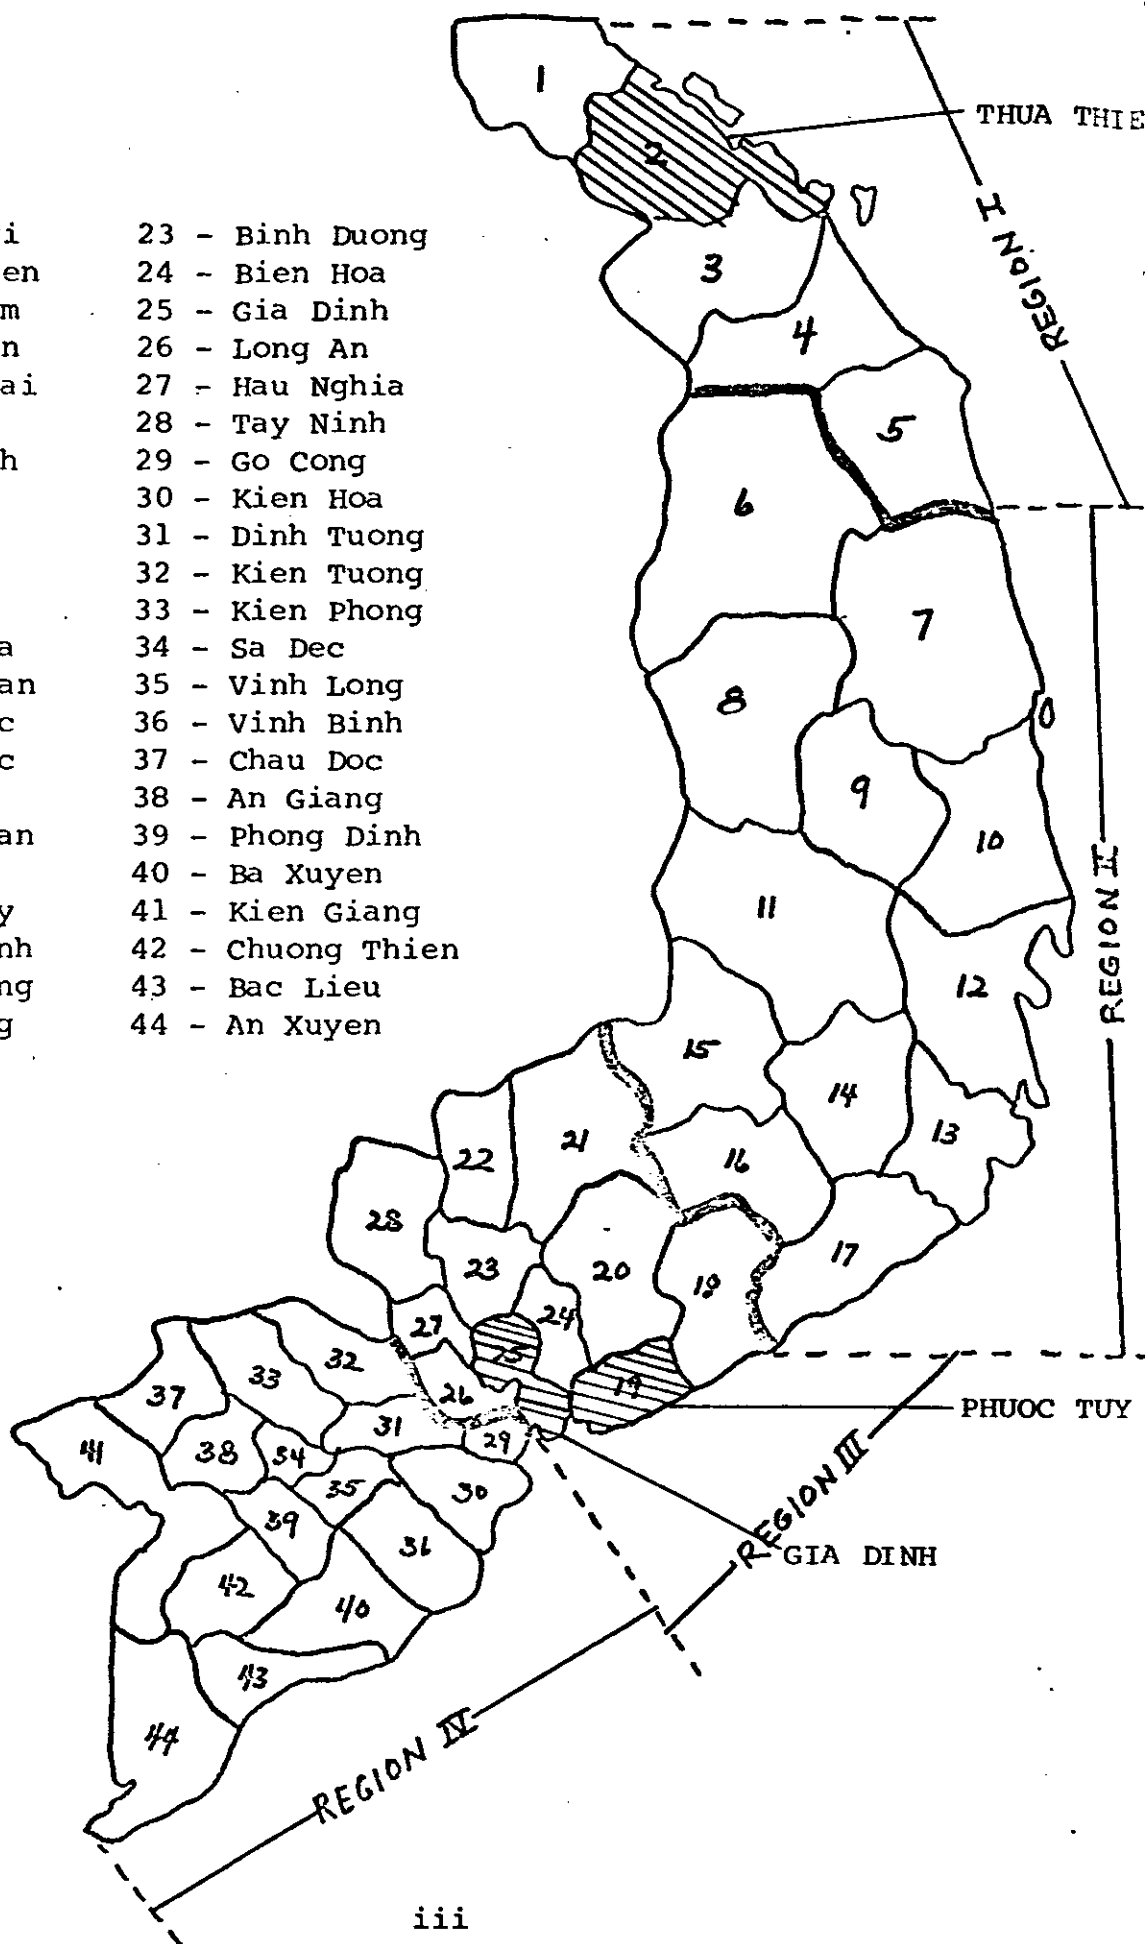 i 23 - Binh Duong
en 24 - Bien Hoa
m 25 - Gia Dinh
n 26 - Long An
ai 27 - Hau Nghia
28 - Tay Ninh
h 29 - Go Cong
30 - Kien Hoa
31 - Dinh Tuong
32 - Kien Tuong
33 - Kien Phong
a 34 - Sa Dec
an 35 - Vinh Long
c 36 - Vinh Binh
c 37 - Chau Doc
38 - An Giang
an 39 - Phong Dinh
40 - Ba Xuyen
y 41 - Kien Giang
nh 42 - Chuong Thien
ng 43 - Bac Lieu
g 44 - An Xuyen
1
THUA THIE
2
REGION I
3
4
5
6
7
8
9
10
11
REGION II
12
15
14
13
21
22
16
28
23
20
18
17
27
24
25
32
33
26
19
37
31
29
PHUOC TUY
41
38
34
35
30
REGION III
39
36
GIA DINH
42
40
43
44
REGION IV
iii